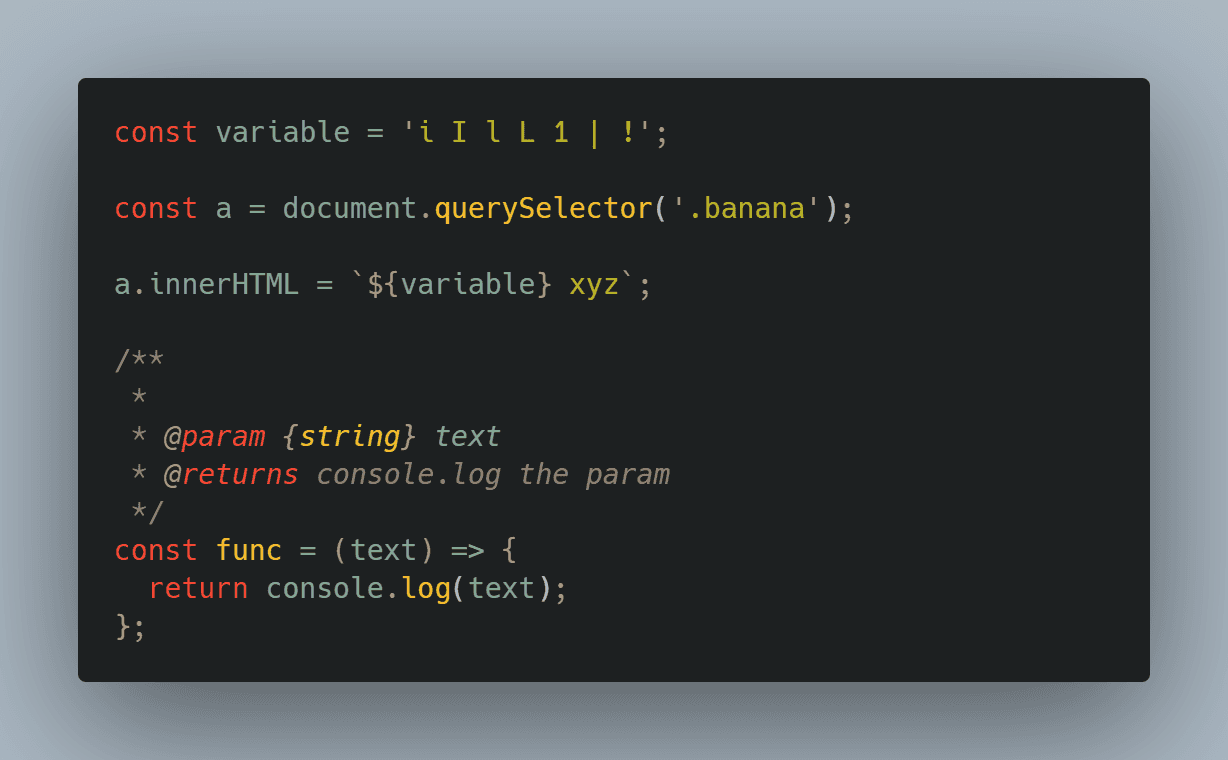 const variable = 'i I l L 1 | !';
const a = document.querySelector('.banana');
a.innerHTML = `${variable} xyz`;
/**
 *
 * @param {string} text
 * @returns console.log the param
 */
const func = (text) => {
  return console.log(text);
};